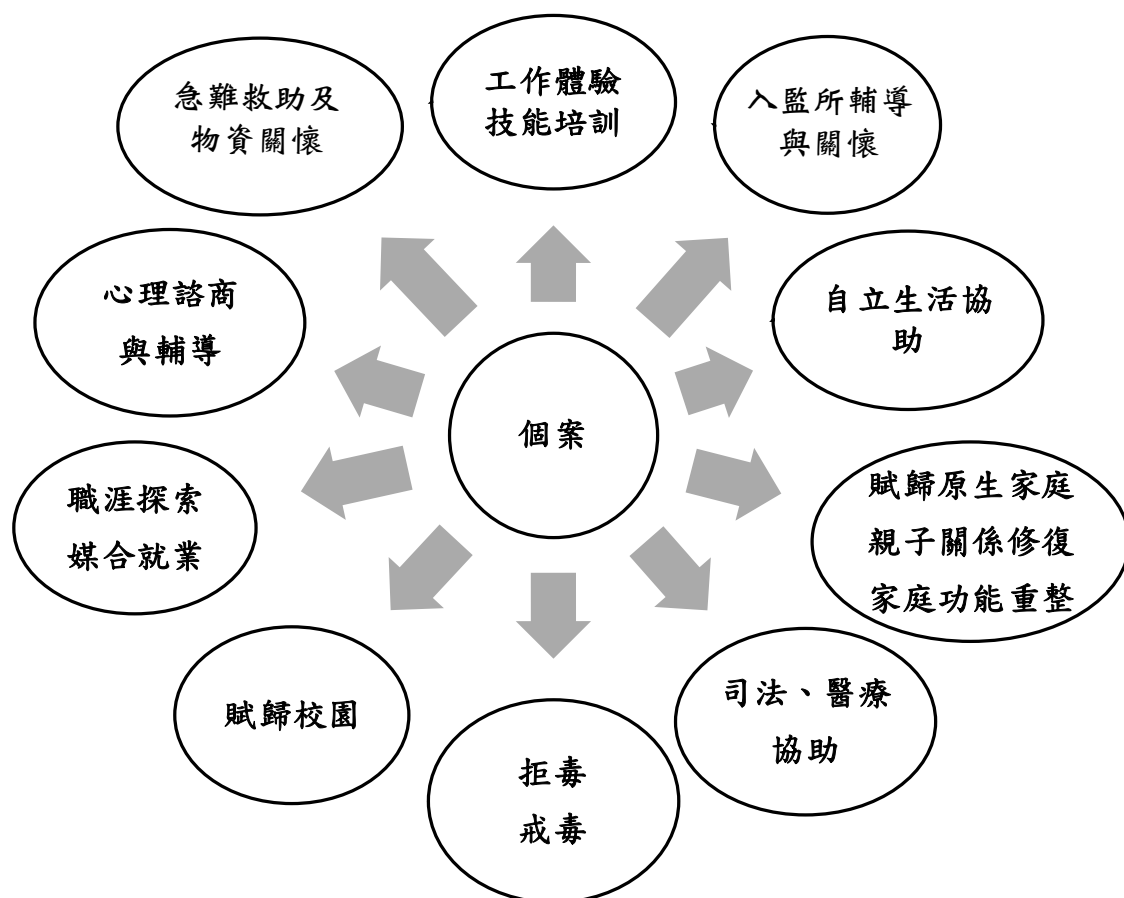 工作體驗
技能培訓
入監所輔導
與關懷
自立生活協
助
賦歸原生家庭
親子關係修復
家庭功能重整
司法、醫療
協助
拒毒
戒毒
賦歸校園
職涯探索
媒合就業
心理諮商
與輔導
急難救助及
物資關懷
個案